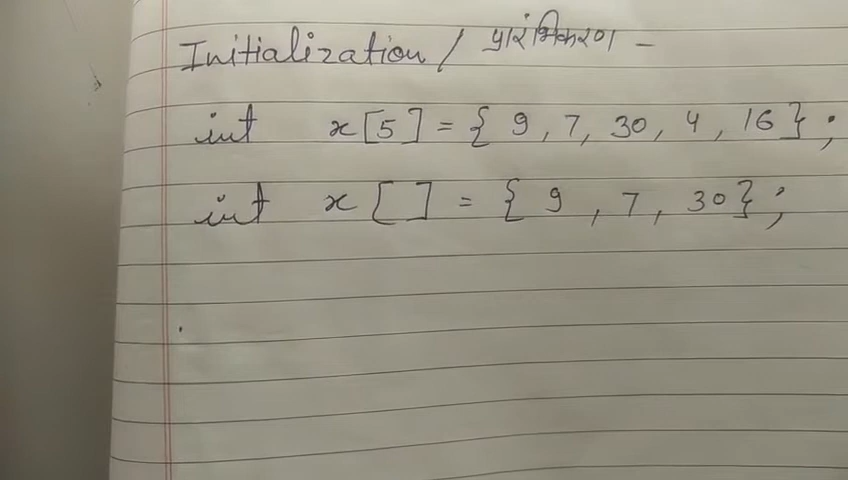 Initialization / प्रारंभिकरण -
int x[5] = { 9, 7, 30, 4, 16};
int x[ ] = { 9, 7, 30};